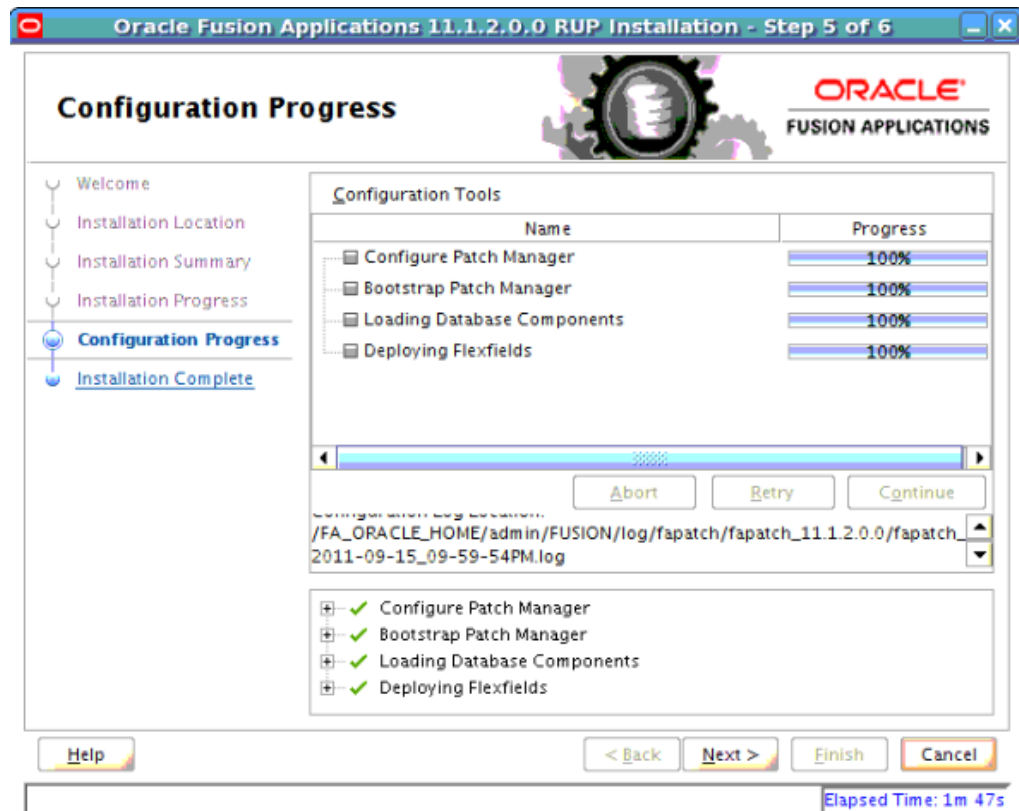 Oracle Fusion Applications 11.1.2.0.0 RUP Installation - Step 5 of 6
Configuration Progress
ORACLE
FUSION APPLICATIONS
Welcome
Installation Location
Installation Summary
Installation Progress
Configuration Progress
Installation Complete
Configuration Tools
Name Progress
Configure Patch Manager 100%
Bootstrap Patch Manager 100%
Loading Database Components 100%
Deploying Flexfields 100%
Abort Retry Continue
Configuration Log Location:
/FA_ORACLE_HOME/admin/FUSION/log/fapatch/fapatch_11.1.2.0.0/fapatch_
2011-09-15_09-59-54PM.log
Configure Patch Manager
Bootstrap Patch Manager
Loading Database Components
Deploying Flexfields
Help < Back Next > Finish Cancel
Elapsed Time: 1m 47s